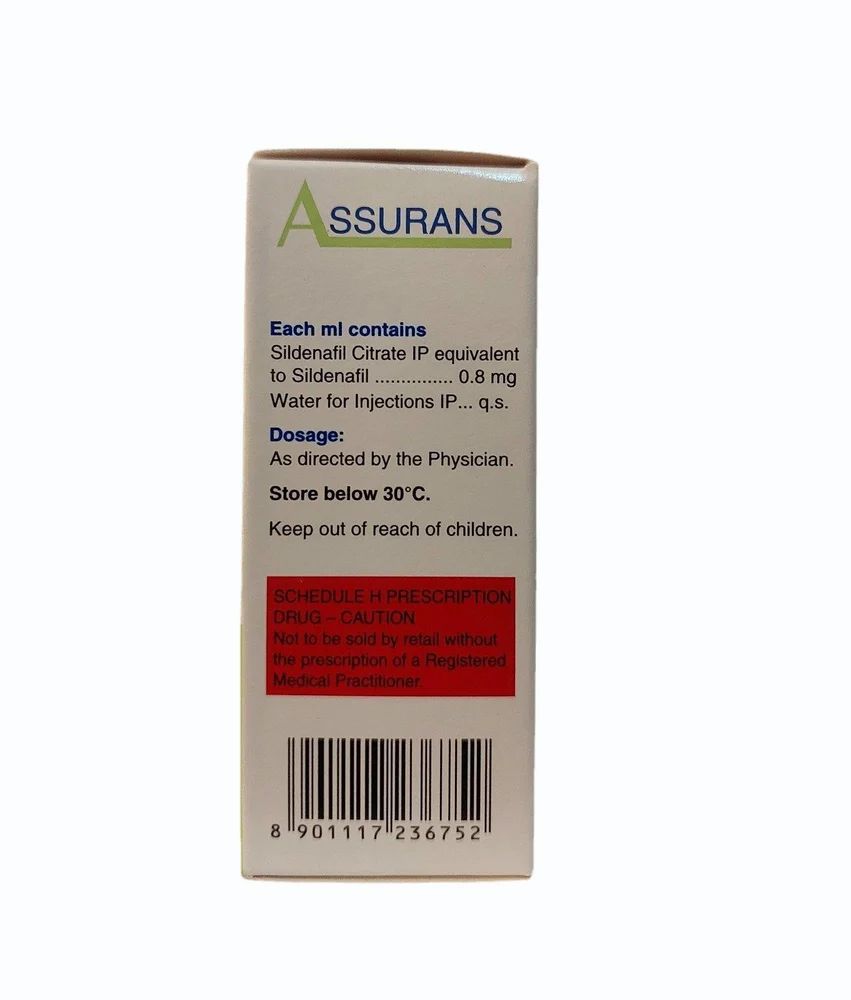 ASSURANS
Each ml contains
Sildenafil Citrate IP equivalent
to Sildenafil ............... 0.8 mg
Water for Injections IP... q.s.
Dosage:
As directed by the Physician.
Store below 30°C.
Keep out of reach of children.
SCHEDULE H PRESCRIPTION
DRUG – CAUTION
Not to be sold by retail without
the prescription of a Registered
Medical Practitioner.
8 901117 236752